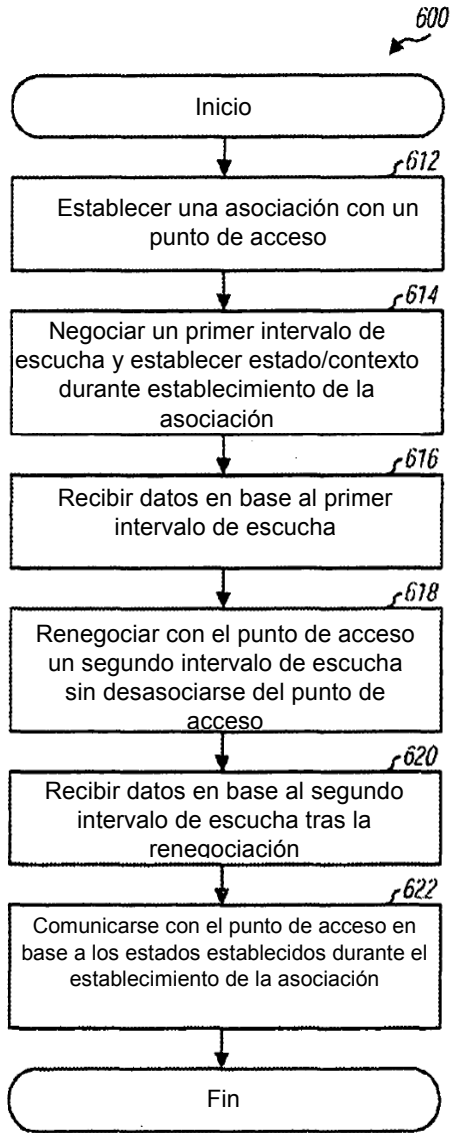 600
Inicio
612
Establecer una asociación con un
punto de acceso
614
Negociar un primer intervalo de
escucha y establecer estado/contexto
durante establecimiento de la
asociación
616
Recibir datos en base al primer
intervalo de escucha
618
Renegociar con el punto de acceso
un segundo intervalo de escucha
sin desasociarse del punto de
acceso
620
Recibir datos en base al segundo
intervalo de escucha tras la
renegociación
622
Comunicarse con el punto de acceso en
base a los estados establecidos durante el
establecimiento de la asociación
Fin